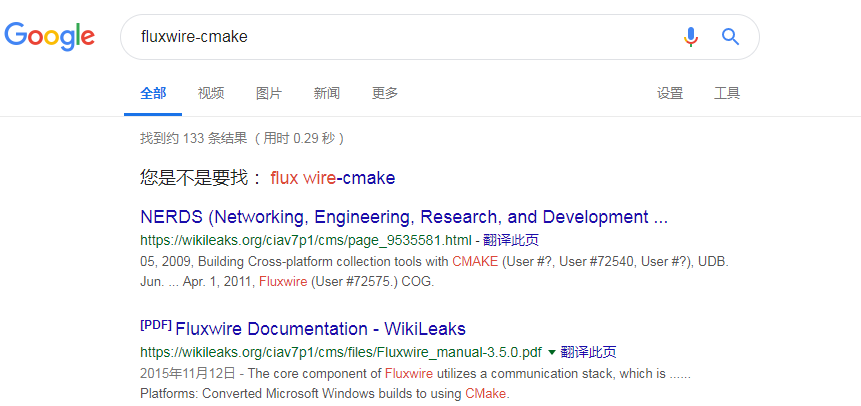 Google fluxwire-cmake
全部 视频 图片 新闻 更多 设置 工具
找到约 133 条结果 （用时 0.29 秒）
您是不是要找： flux wire-cmake
NERDS (Networking, Engineering, Research, and Development ...
https://wikileaks.org/ciav7p1/cms/page_9535581.html - 翻译此页
05, 2009, Building Cross-platform collection tools with CMAKE (User #?, User #72540, User #?), UDB.
Jun. ... Apr. 1, 2011, Fluxwire (User #72575.) COG.
[PDF] Fluxwire Documentation - WikiLeaks
https://wikileaks.org/ciav7p1/cms/files/Fluxwire_manual-3.5.0.pdf 翻译此页
2015年11月12日 - The core component of Fluxwire utilizes a communication stack, which is ......
Platforms: Converted Microsoft Windows builds to using CMake.